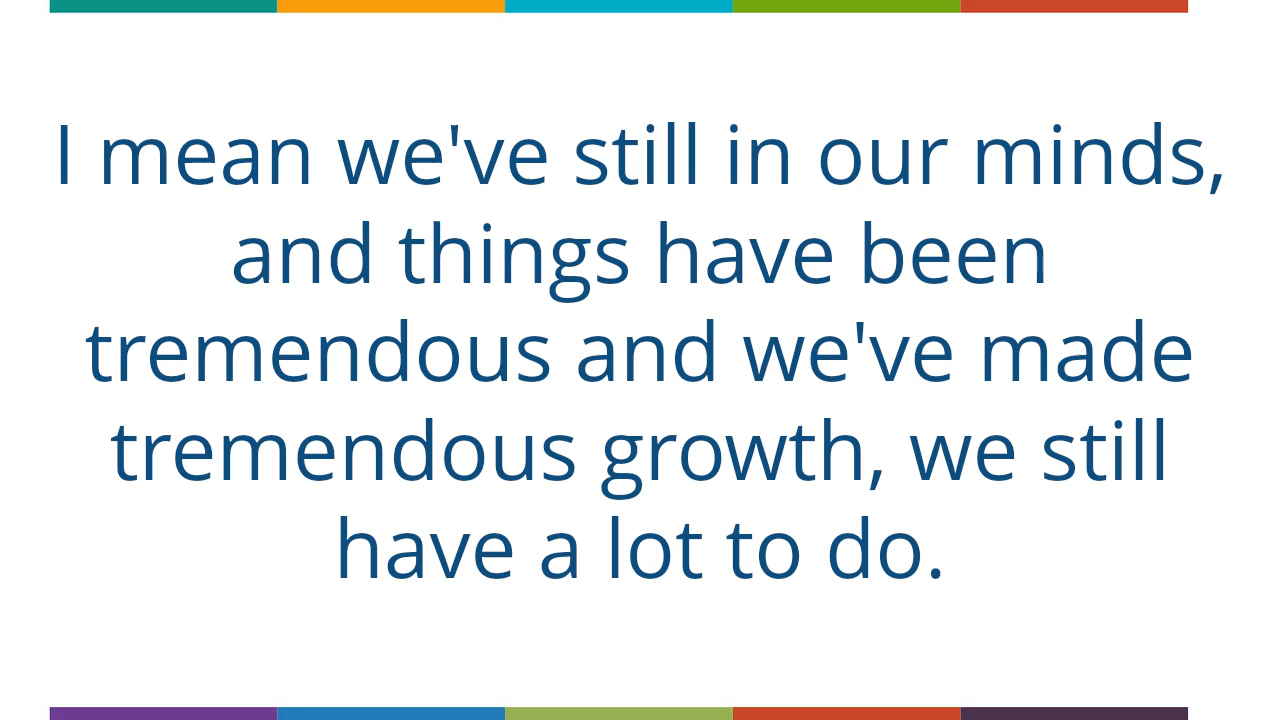 I mean we've still in our minds,
and things have been
tremendous and we've made
tremendous growth, we still
have a lot to do.